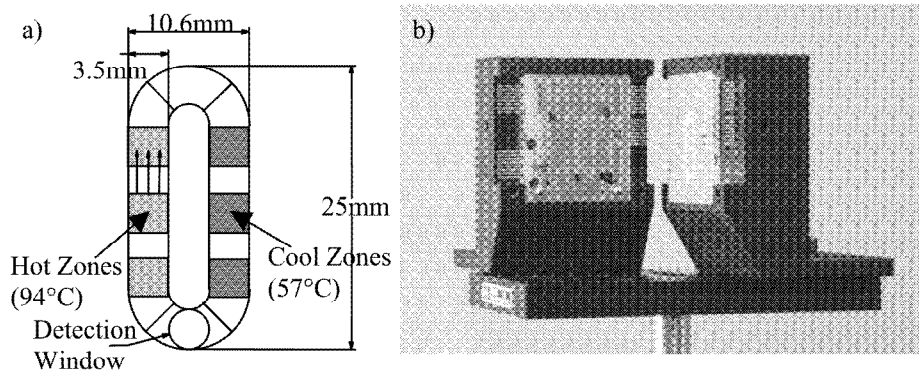 a)
10.6mm
b)
3.5mm
25mm
Hot Zones
(94°C)
Cool Zones
(57°C)
Detection
Window